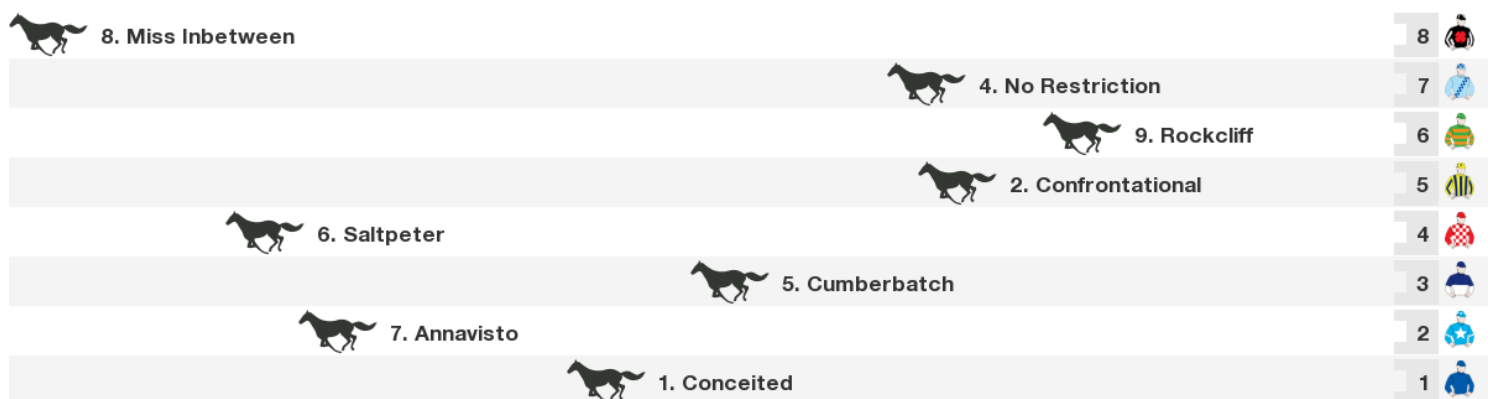 8. Miss Inbetween 8
4. No Restriction 7
9. Rockcliff 6
2. Confrontational 5
6. Saltpeter 4
5. Cumberbatch 3
7. Annavisto 2
1. Conceited 1